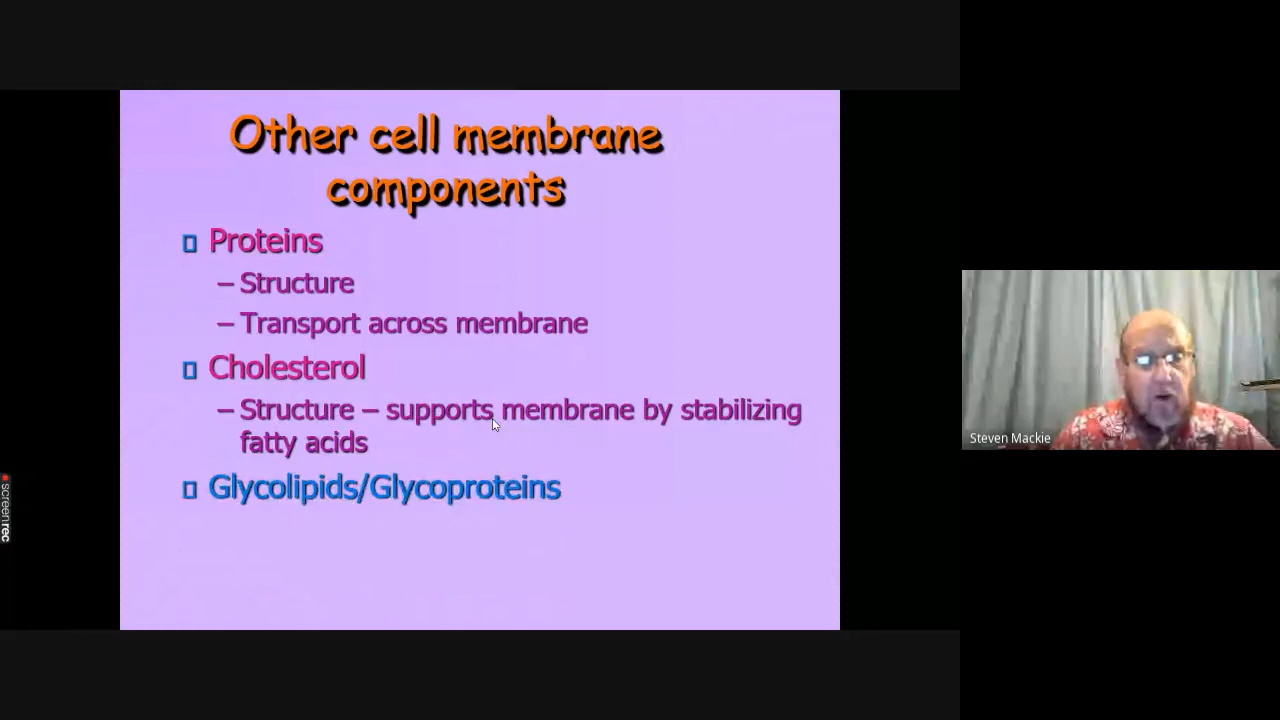 Other cell membrane
components
Proteins
– Structure
– Transport across membrane
Cholesterol
– Structure – supports membrane by stabilizing
fatty acids
Glycolipids/Glycoproteins
Steven Mackie
screenrec